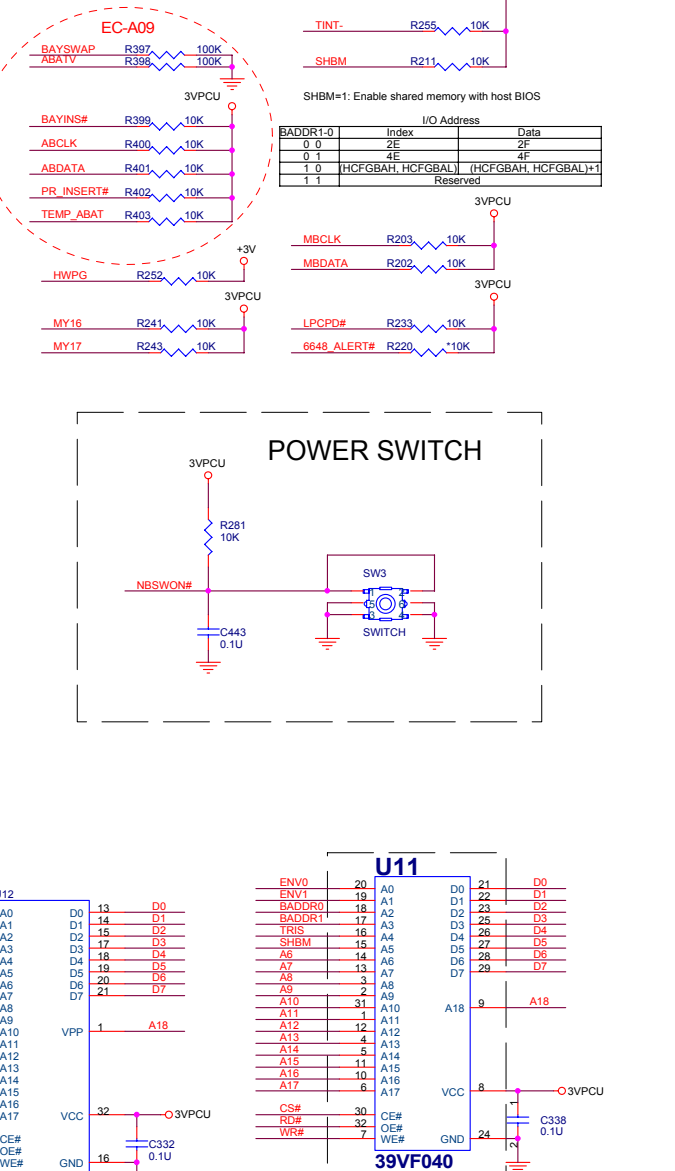 EC-A09
BAYSWAP R397 100K
ABATV R398 100K
3VPCU
BAYINS# R399 10K
ABCLK R400 10K
ABDATA R401 10K
PR_INSERT# R402 10K
TEMP_ABAT R403 10K
+3V
HWPG R252 10K
3VPCU
MY16 R241 10K
MY17 R243 10K
TINT- R255 10K
SHBM R211 10K
SHBM=1: Enable shared memory with host BIOS
I/O Address
BADDR1-0 Index Data
0 0 2E 2F
0 1 4E 4F
1 0 (HCFGBAH, HCFGBAL) (HCFGBAH, HCFGBAL)+1
1 1 Reserved
3VPCU
MBCLK R203 10K
MBDATA R202 10K
3VPCU
LPCPD# R233 10K
6648_ALERT# R220 *10K
POWER SWITCH
3VPCU
R281
10K
NBSWON#
C443
0.1U
SW3
1 2
5 6
3 4
SWITCH
U12
A0 D0 13 D0
A1 D1 14 D1
A2 D2 15 D2
A3 D3 17 D3
A4 D4 18 D4
A5 D5 19 D5
A6 D6 20 D6
A7 D7 21 D7
A8
A9
A10 VPP 1 A18
A11
A12
A13
A14
A15
A16
A17 VCC 32 3VPCU
CE#
OE#
WE# GND 16
C332
0.1U
U11
ENV0 20 A0 D0 21 D0
ENV1 19 A1 D1 22 D1
BADDR0 18 A2 D2 23 D2
BADDR1 17 A3 D3 25 D3
TRIS 16 A4 D4 26 D4
SHBM 15 A5 D5 27 D5
A6 14 A6 D6 28 D6
A7 13 A7 D7 29 D7
A8 3 A8
A9 2 A9
A10 31 A10 A18 9 A18
A11 1 A11
A12 12 A12
A13 4 A13
A14 5 A14
A15 11 A15
A16 10 A16
A17 6 A17 VCC 8 3VPCU
CS# 30 CE#
RD# 32 OE#
WR# 7 WE# GND 24
1
C338
0.1U
2
39VF040